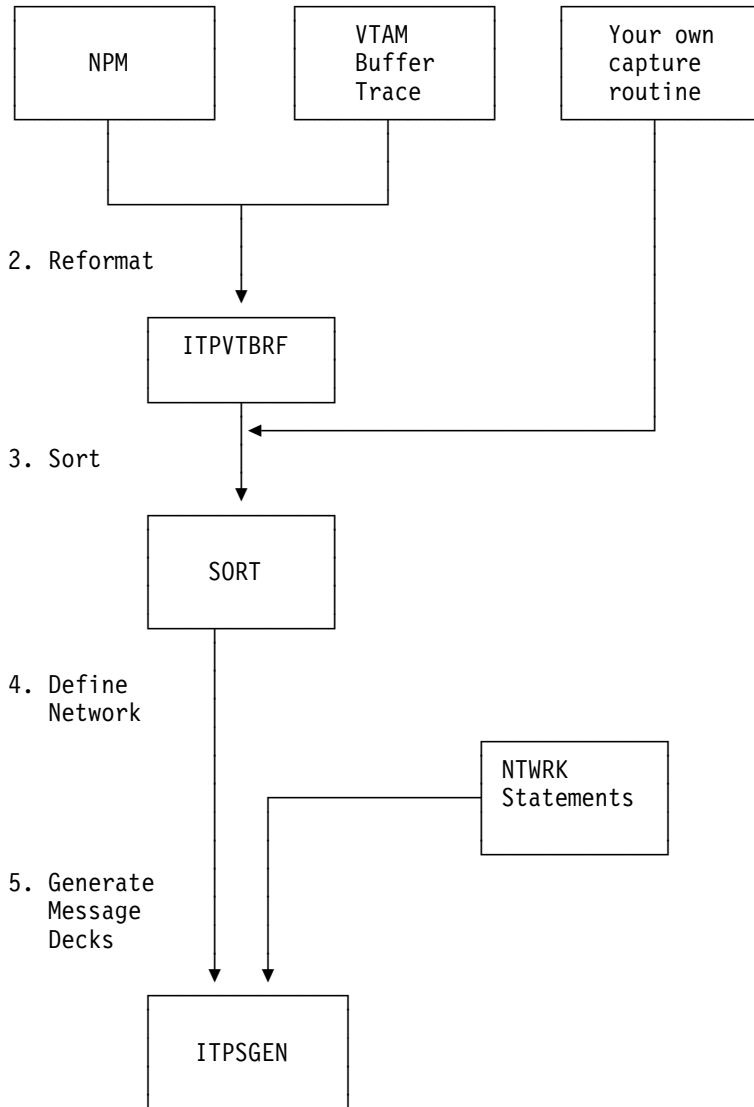 NPM
VTAM
Buffer
Trace
Your own
capture
routine
2. Reformat
ITPVTBRF
3. Sort
SORT
4. Define
Network
NTWRK
Statements
5. Generate
Message
Decks
ITPSGEN